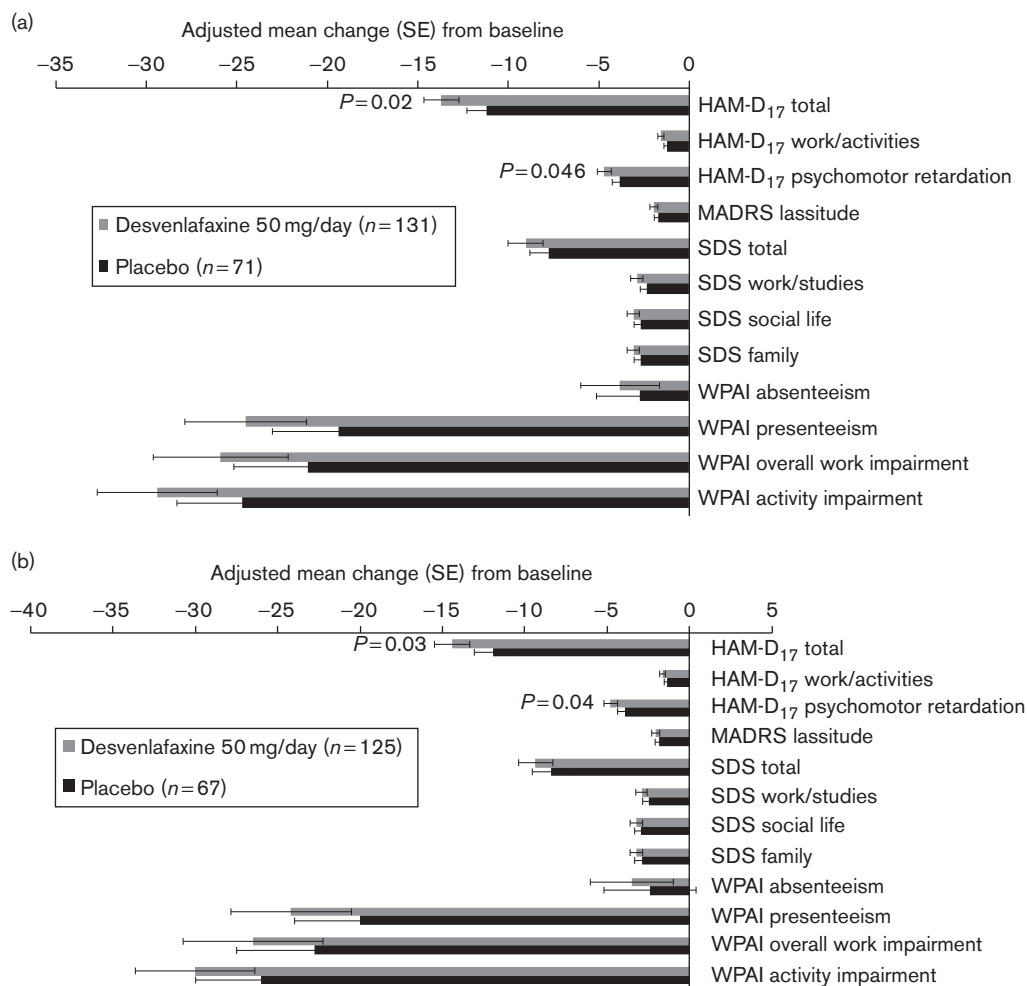 (a)
Adjusted mean change (SE) from baseline
−35 −30 −25 −20 −15 −10 −5 0
P=0.02 HAM-D17 total
HAM-D17 work/activities
P=0.046 HAM-D17 psychomotor retardation
MADRS lassitude
Desvenlafaxine 50 mg/day (n=131)
SDS total
Placebo (n=71)
SDS work/studies
SDS social life
SDS family
WPAI absenteeism
WPAI presenteeism
WPAI overall work impairment
WPAI activity impairment
(b)
Adjusted mean change (SE) from baseline
−40 −35 −30 −25 −20 −15 −10 −5 0 5
P=0.03 HAM-D17 total
HAM-D17 work/activities
P=0.04 HAM-D17 psychomotor retardation
MADRS lassitude
Desvenlafaxine 50 mg/day (n=125)
SDS total
Placebo (n=67)
SDS work/studies
SDS social life
SDS family
WPAI absenteeism
WPAI presenteeism
WPAI overall work impairment
WPAI activity impairment